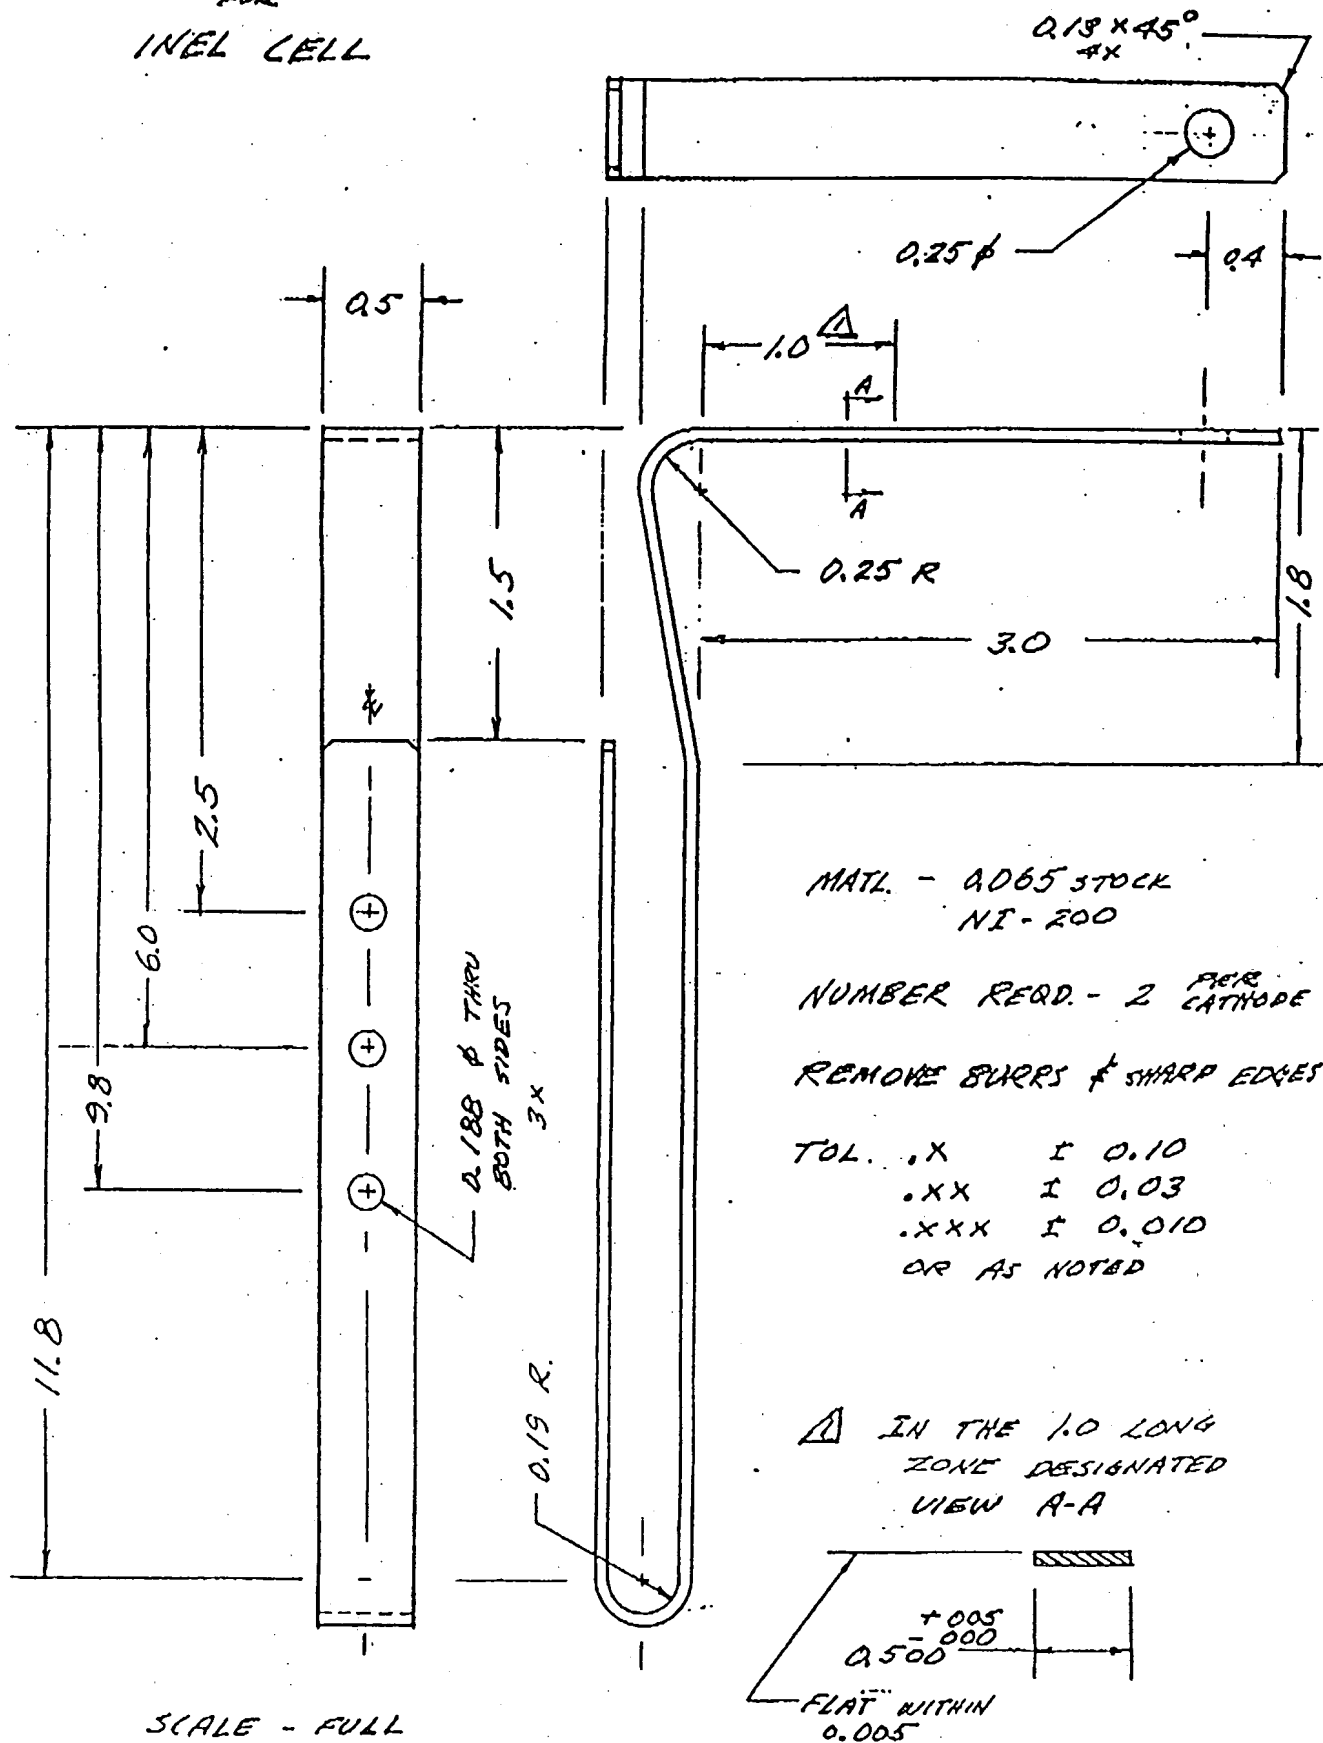 INEL CELL
0.13 X 45°
4X
0.25 ϕ
0.4
0.5
1.0 1
A
A
0.25 R
1.5
3.0
1.8
2.5
6.0
9.8
11.8
0.188 ϕ THRU
BOTH SIDES
3X
0.19 R.
MATL. - 0.065 STOCK
NI-200
NUMBER REQD. - 2 PER CATHODE
REMOVE BURRS & SHARP EDGES
TOL. .X ± 0.10
.XX ± 0.03
.XXX ± 0.010
OR AS NOTED
1 IN THE 1.0 LONG
ZONE DESIGNATED
VIEW A-A
+.005
0.500 -.000
FLAT WITHIN
0.005
SCALE - FULL